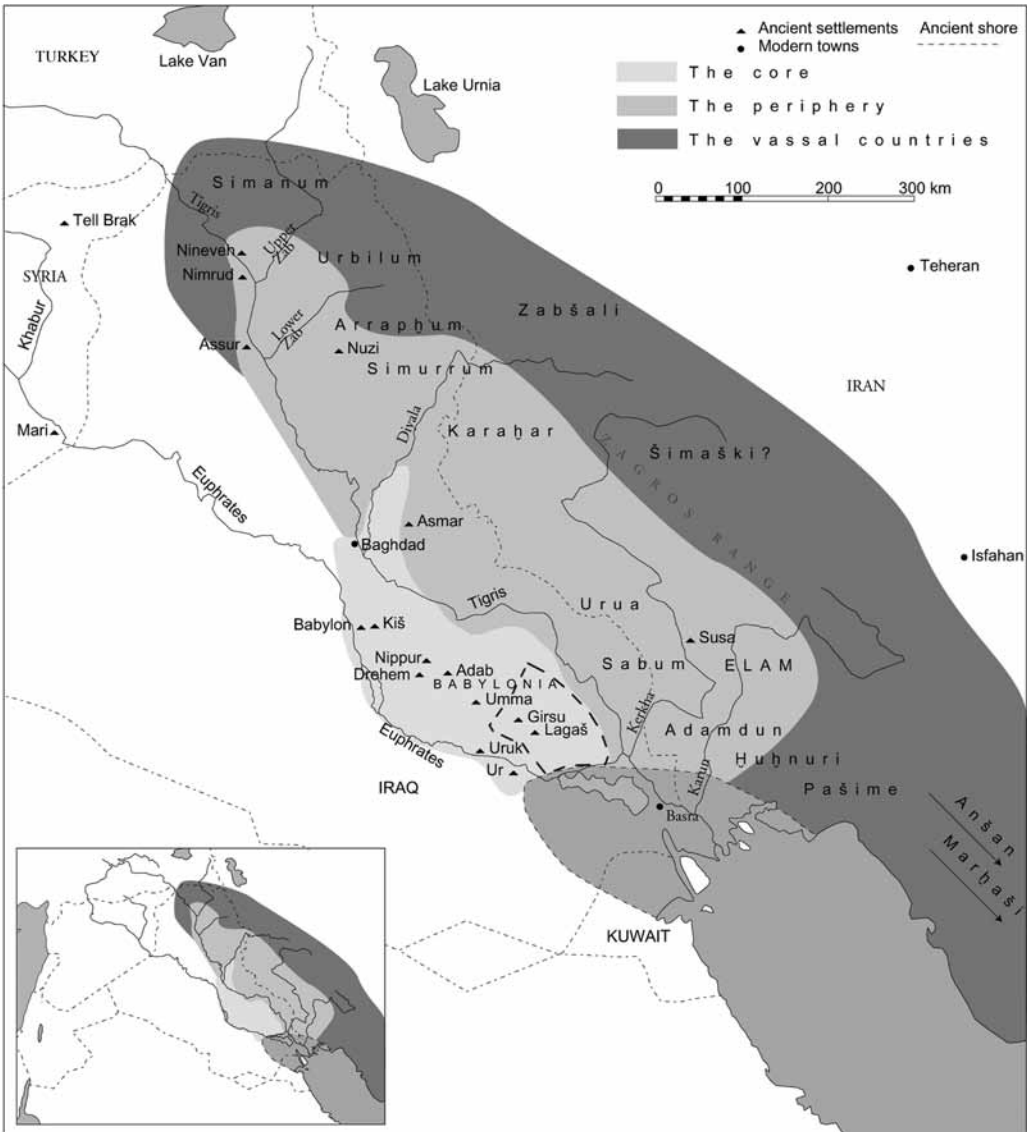 Ancient settlements
Modern towns
Ancient shore
The core
The periphery
The vassal countries
0 100 200 300 km
TURKEY
Lake Van
Lake Urnia
Simanum
Tigris
Tell Brak
Nineveh
Upper
Zab
Urbilum
Nimrud
SYRIA
Teheran
Khabur
Zabšali
Lower
Zab
Arrapḫum
Assur
Nuzi
Simurrum
IRAN
Diyala
Mari
Karaḫar
ZAGROS RANGE
Šimaški?
Euphrates
Asmar
Baghdad
Isfahan
Tigris
Urua
Babylon
Kiš
Susa
Nippur
Sabum
ELAM
Drehem
Adab
BABYLONIA
Umma
Girsu
Kerkha
Lagaš
Adamdun
Euphrates
Uruk
Ḫuḫnuri
Ur
Karun
IRAQ
Pašime
Basra
Anšan
Marḫaši
KUWAIT